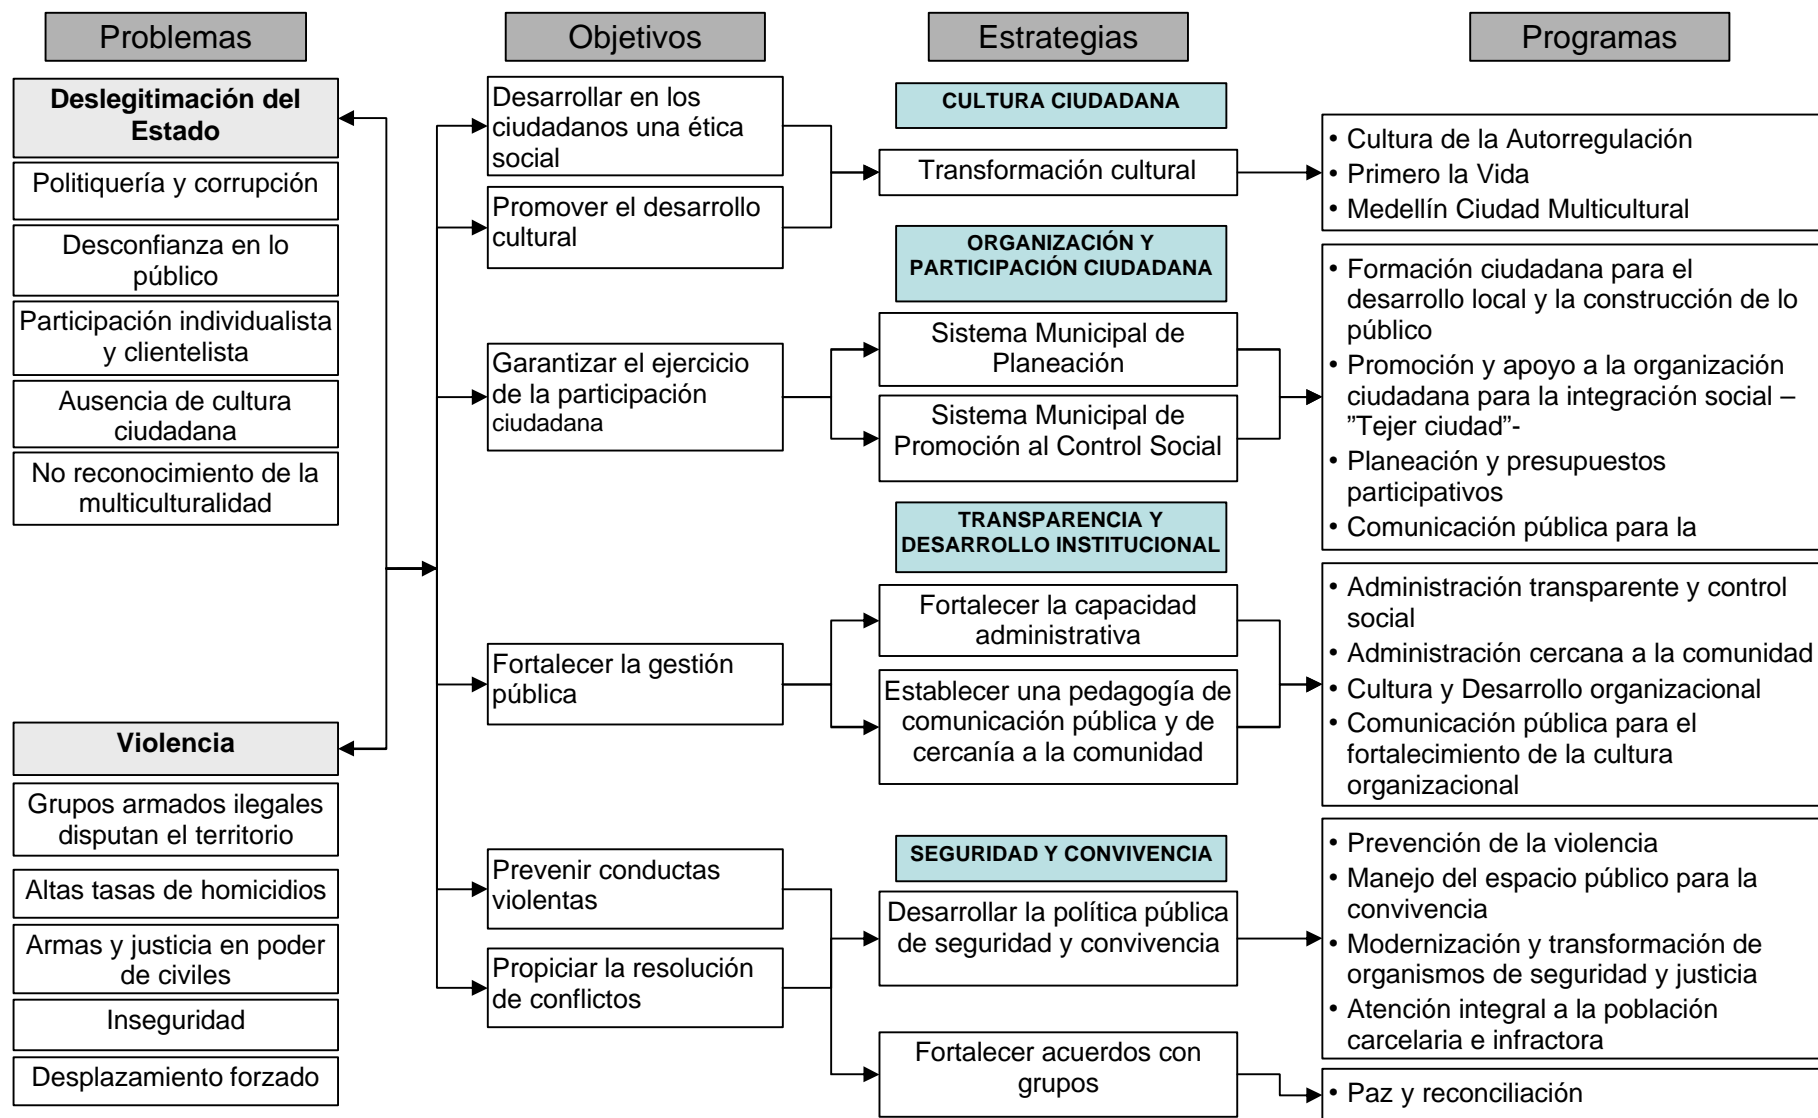 Problemas
Objetivos
Estrategias
Programas
Deslegitimación del
Estado
Politiquería y corrupción
Desconfianza en lo
público
Participación individualista
y clientelista
Ausencia de cultura
ciudadana
No reconocimiento de la
multiculturalidad
Violencia
Grupos armados ilegales
disputan el territorio
Altas tasas de homicidios
Armas y justicia en poder
de civiles
Inseguridad
Desplazamiento forzado
Desarrollar en los
ciudadanos una ética
social
Promover el desarrollo
cultural
Garantizar el ejercicio
de la participación
ciudadana
Fortalecer la gestión
pública
Prevenir conductas
violentas
Propiciar la resolución
de conflictos
CULTURA CIUDADANA
Transformación cultural
ORGANIZACIÓN Y
PARTICIPACIÓN CIUDADANA
Sistema Municipal de
Planeación
Sistema Municipal de
Promoción al Control Social
TRANSPARENCIA Y
DESARROLLO INSTITUCIONAL
Fortalecer la capacidad
administrativa
Establecer una pedagogía de
comunicación pública y de
cercanía a la comunidad
SEGURIDAD Y CONVIVENCIA
Desarrollar la política pública
de seguridad y convivencia
Fortalecer acuerdos con
grupos
• Cultura de la Autorregulación
• Primero la Vida
• Medellín Ciudad Multicultural
• Formación ciudadana para el
desarrollo local y la construcción de lo
público
• Promoción y apoyo a la organización
ciudadana para la integración social –
”Tejer ciudad”-
• Planeación y presupuestos
participativos
• Comunicación pública para la
• Administración transparente y control
social
• Administración cercana a la comunidad
• Cultura y Desarrollo organizacional
• Comunicación pública para el
fortalecimiento de la cultura
organizacional
• Prevención de la violencia
• Manejo del espacio público para la
convivencia
• Modernización y transformación de
organismos de seguridad y justicia
• Atención integral a la población
carcelaria e infractora
• Paz y reconciliación